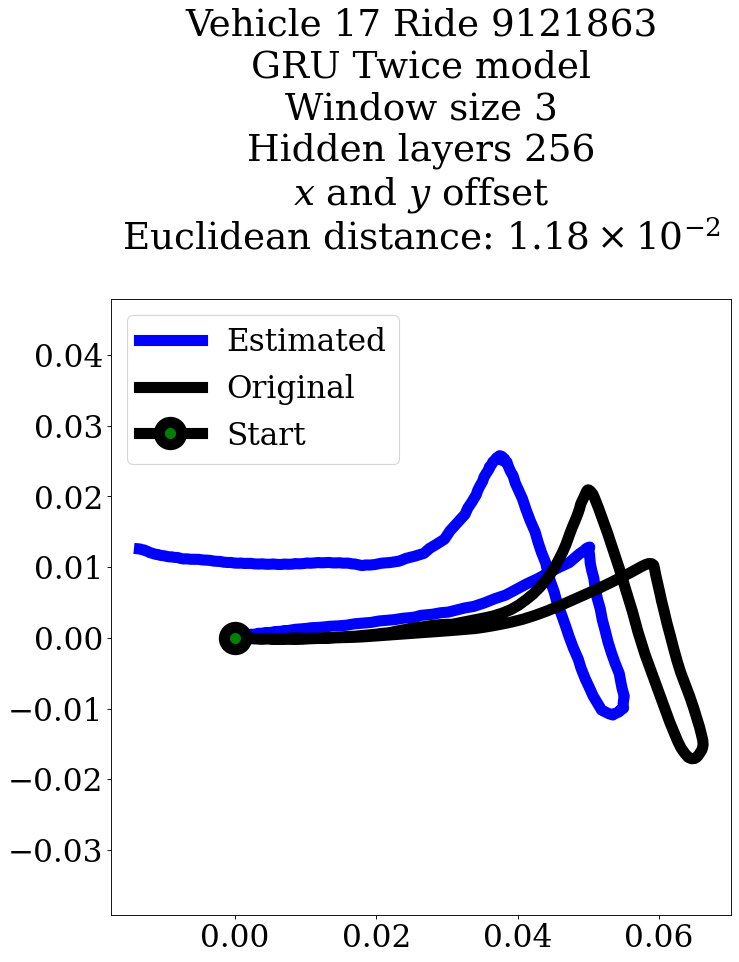 Vehicle 17 Ride 9121863
GRU Twice model
Window size 3
Hidden layers 256
x and y offset
Euclidean distance: 1.18 × 10⁻²
Estimated
Original
Start
0.04
0.03
0.02
0.01
0.00
−0.01
−0.02
−0.03
0.00 0.02 0.04 0.06